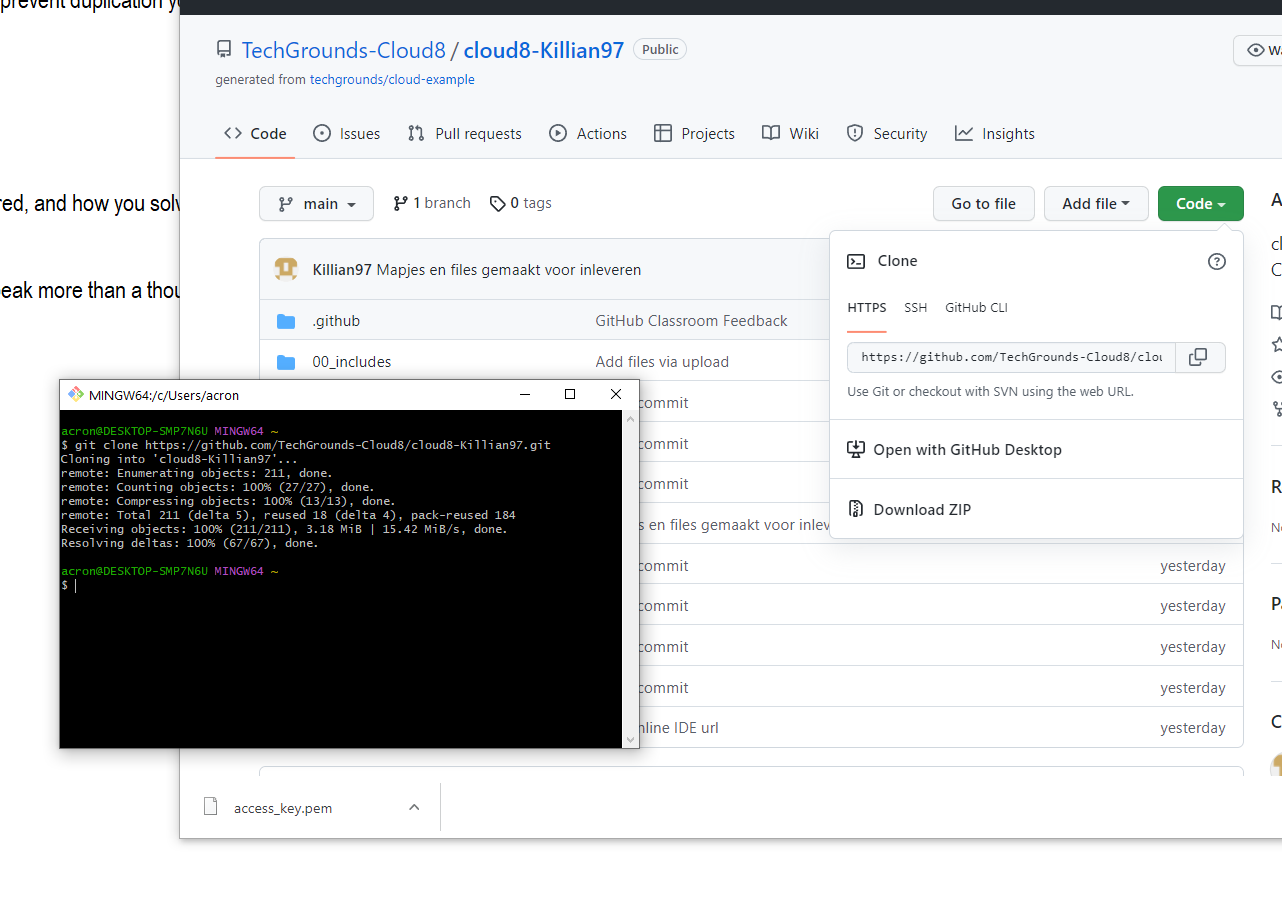 prevent duplication
TechGrounds-Cloud8 / cloud8-Killian97 Public
generated from techgrounds/cloud-example
Code Issues Pull requests Actions Projects Wiki Security Insights
and how you
main 1 branch 0 tags Go to file Add file Code
more than a
Killian97 Mapjes en files gemaakt voor inleveren
Clone
.github GitHub Classroom Feedback
HTTPS SSH GitHub CLI
00_includes Add files via upload
https://github.com/TechGrounds-Cloud8/clou
Use Git or checkout with SVN using the web URL.
Open with GitHub Desktop
Download ZIP
MINGW64:/c/Users/acron
acron@DESKTOP-SMP7N6U MINGW64 ~
$ git clone https://github.com/TechGrounds-Cloud8/cloud8-Killian97.git
Cloning into 'cloud8-Killian97'...
remote: Enumerating objects: 211, done.
remote: Counting objects: 100% (27/27), done.
remote: Compressing objects: 100% (13/13), done.
remote: Total 211 (delta 5), reused 18 (delta 4), pack-reused 184
Receiving objects: 100% (211/211), 3.18 MiB | 15.42 MiB/s, done.
Resolving deltas: 100% (67/67), done.
acron@DESKTOP-SMP7N6U MINGW64 ~
$
commit
commit
commit
en files gemaakt voor
commit yesterday
commit yesterday
commit yesterday
commit yesterday
IDE url yesterday
access_key.pem